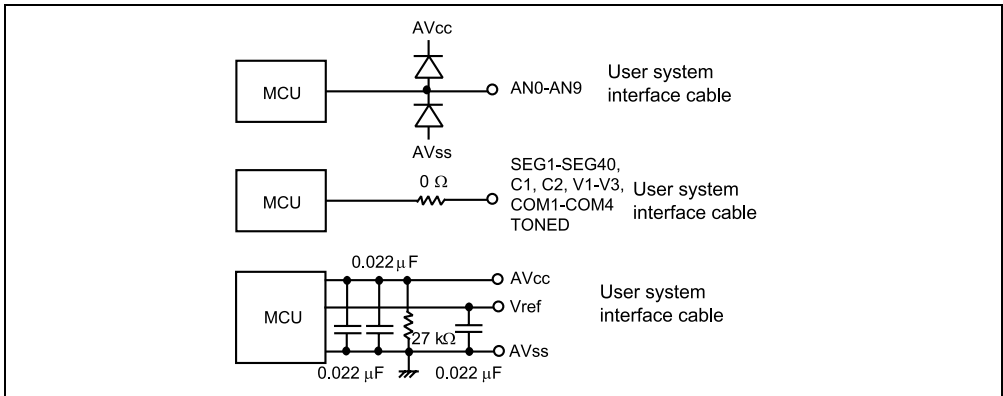 AVcc
MCU
AN0-AN9
User system
interface cable
AVss
0 Ω
MCU
SEG1-SEG40,
C1, C2, V1-V3,
COM1-COM4
TONED
User system
interface cable
0.022 μF
AVcc
MCU
Vref
User system
interface cable
27 kΩ
AVss
0.022 μF
0.022 μF